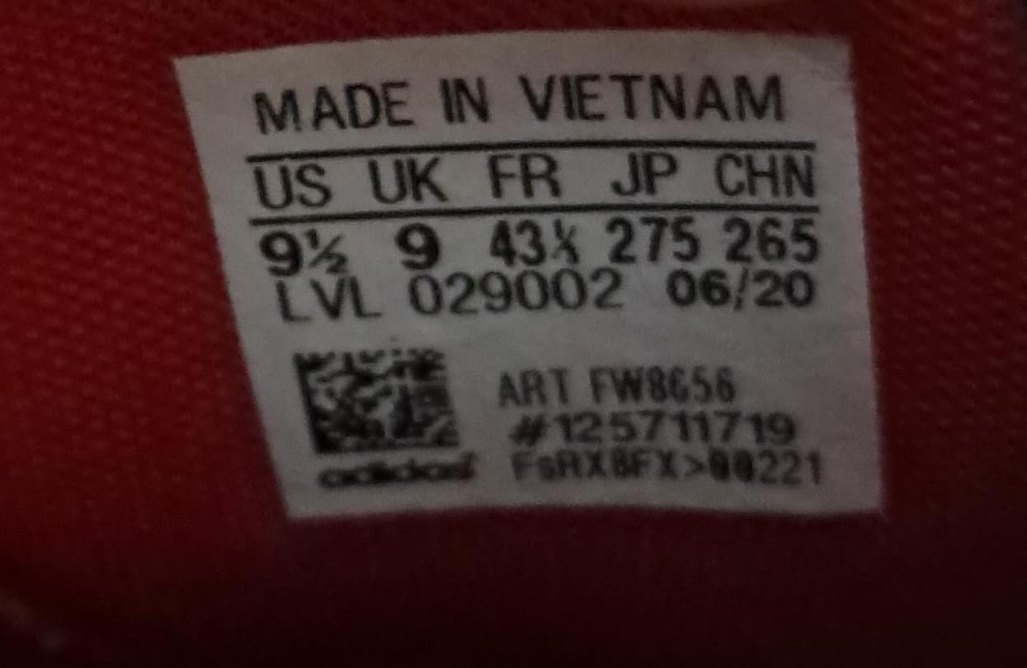 MADE IN VIETNAM
US UK FR JP CHN
9½ 9 43⅓ 275 265
LVL 029002 06/20
ART FW8656
#125711719
adidas